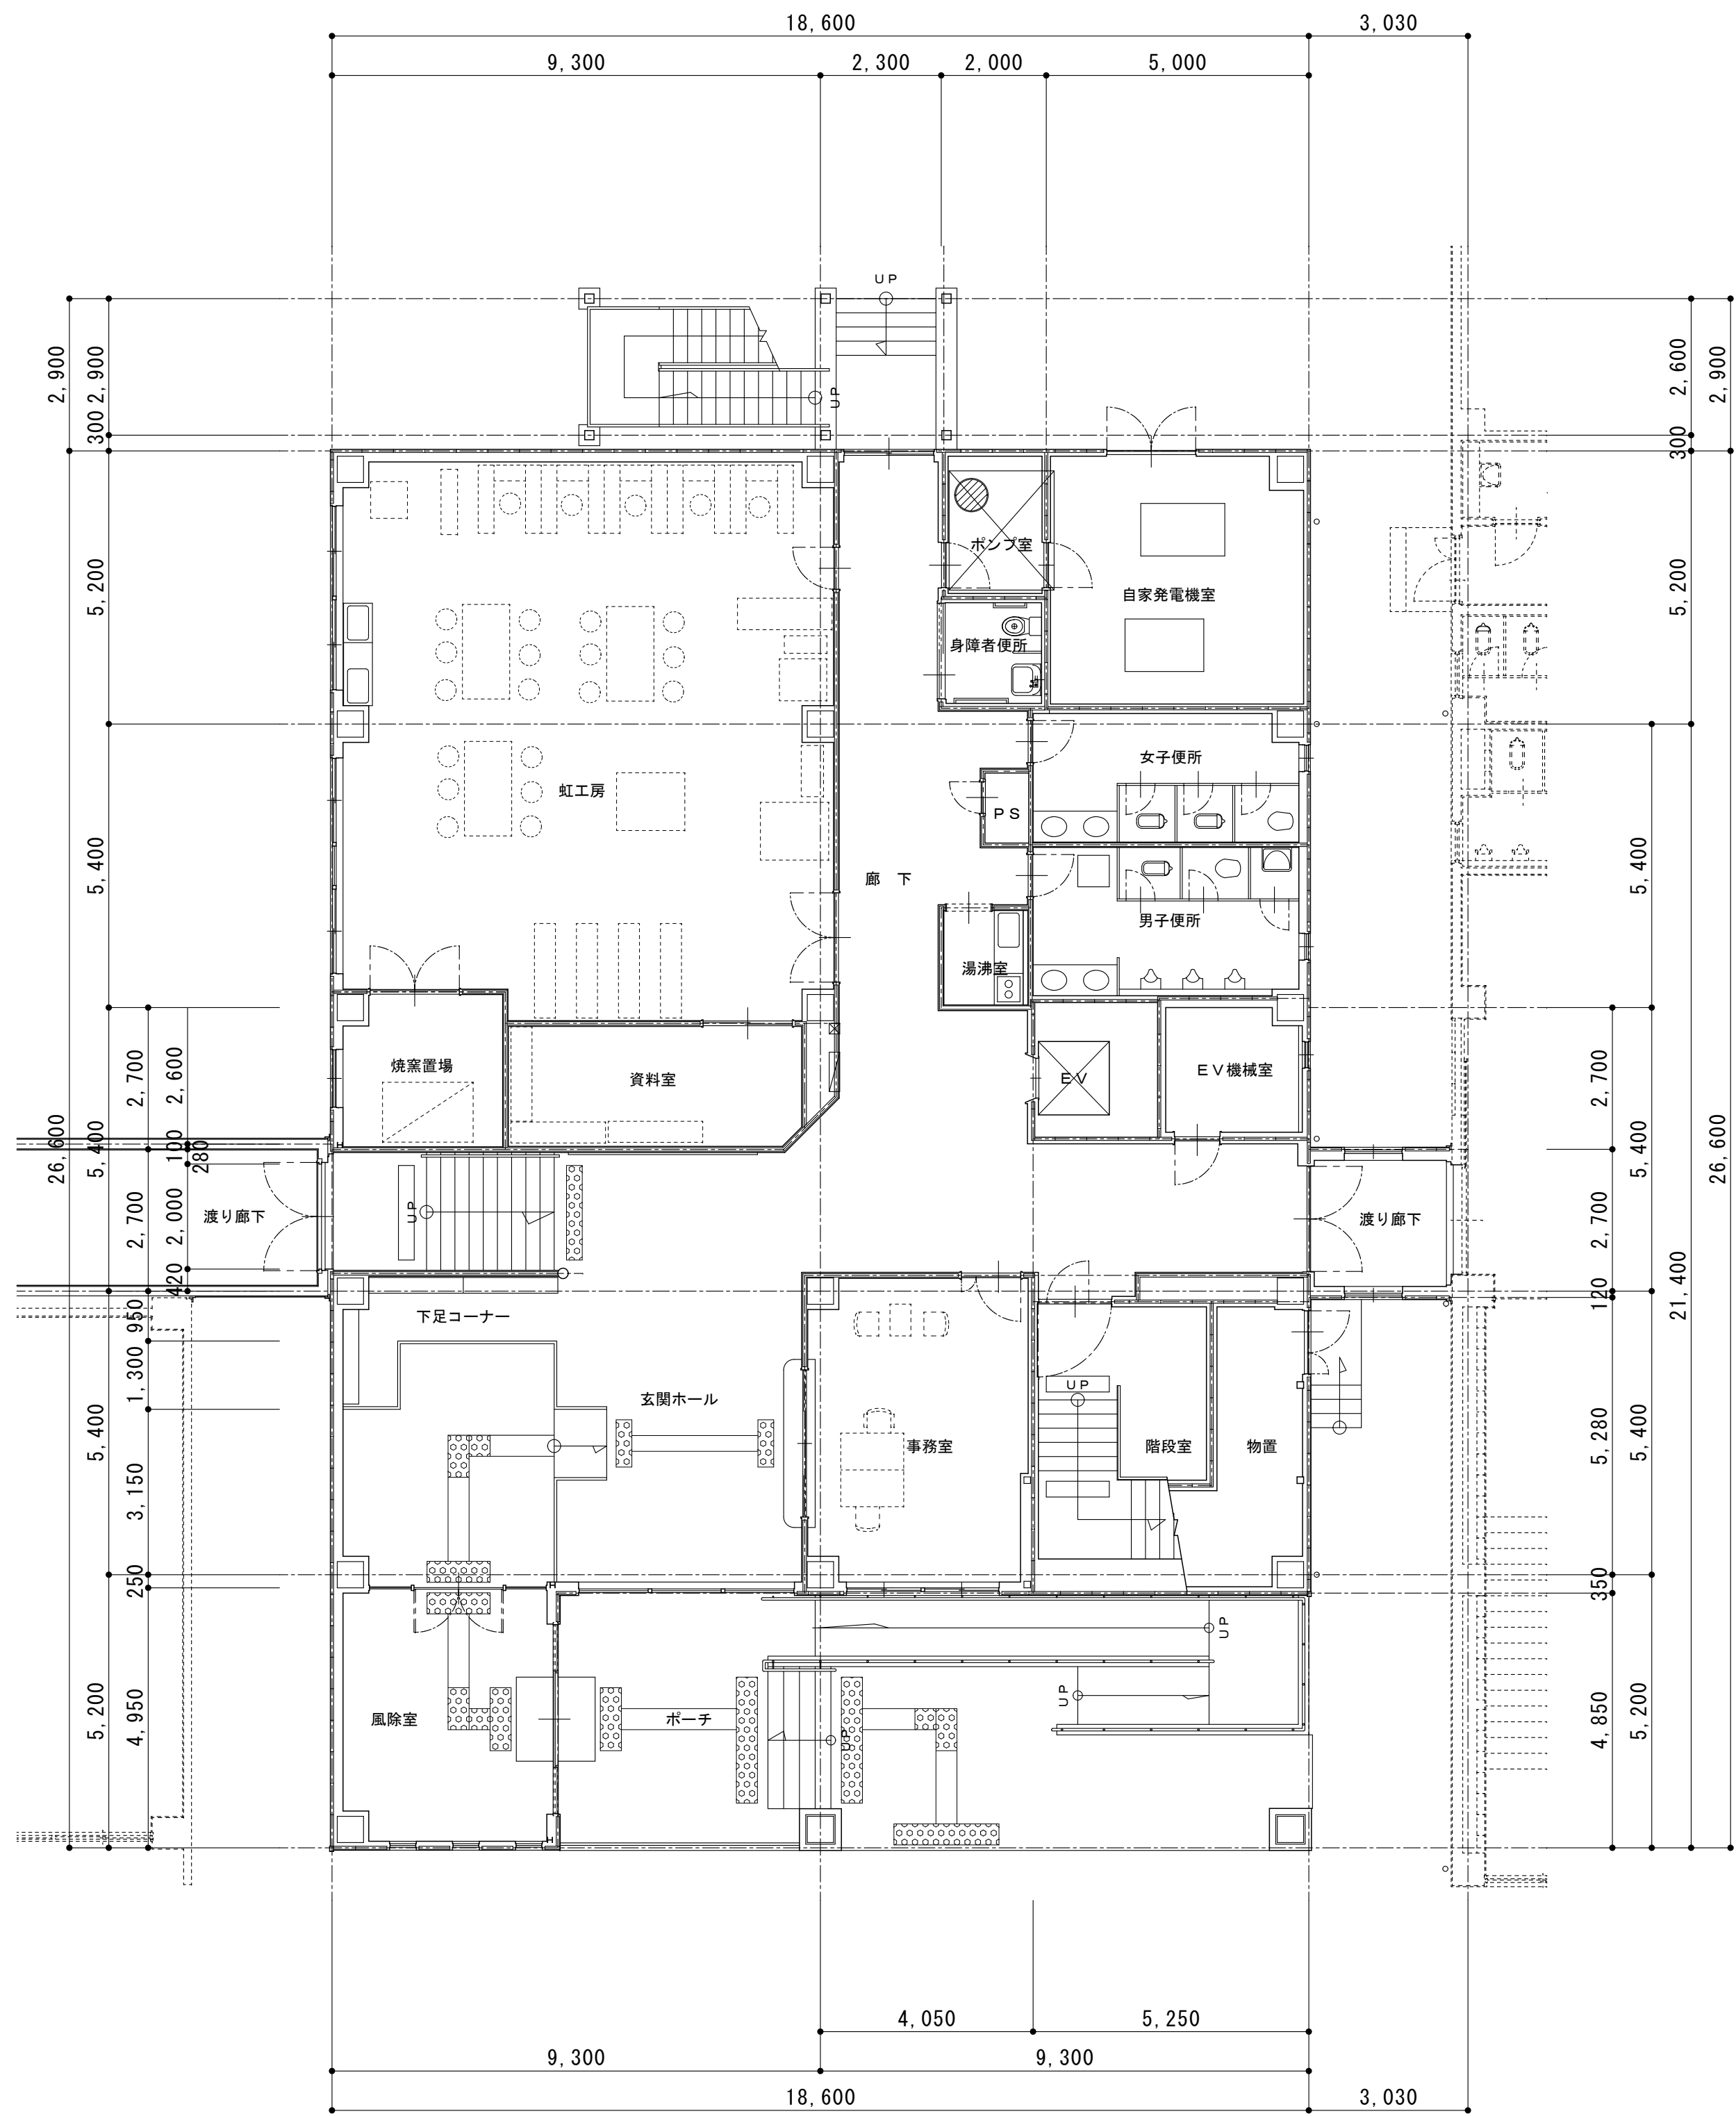 18,600
3,030
9,300
2,300
2,000
5,000
UP
2,900
2,900
300
2,600
300
2,900
UP
5,200
5,200
ポンプ室
自家発電機室
身障者便所
女子便所
虹工房
PS
5,400
廊 下
5,400
男子便所
湯沸室
2,700
2,600
焼窯置場
資料室
EV
EV機械室
2,700
26,600
5,400
100
280
5,400
26,600
2,700
2,000
渡り廊下
UP
渡り廊下
2,700
420
120
21,400
950
下足コーナー
1,300
玄関ホール
UP
5,400
事務室
階段室
物置
5,280
5,400
3,150
250
350
UP
5,200
4,950
風除室
ポーチ
UP
UP
4,850
5,200
4,050
5,250
9,300
9,300
18,600
3,030